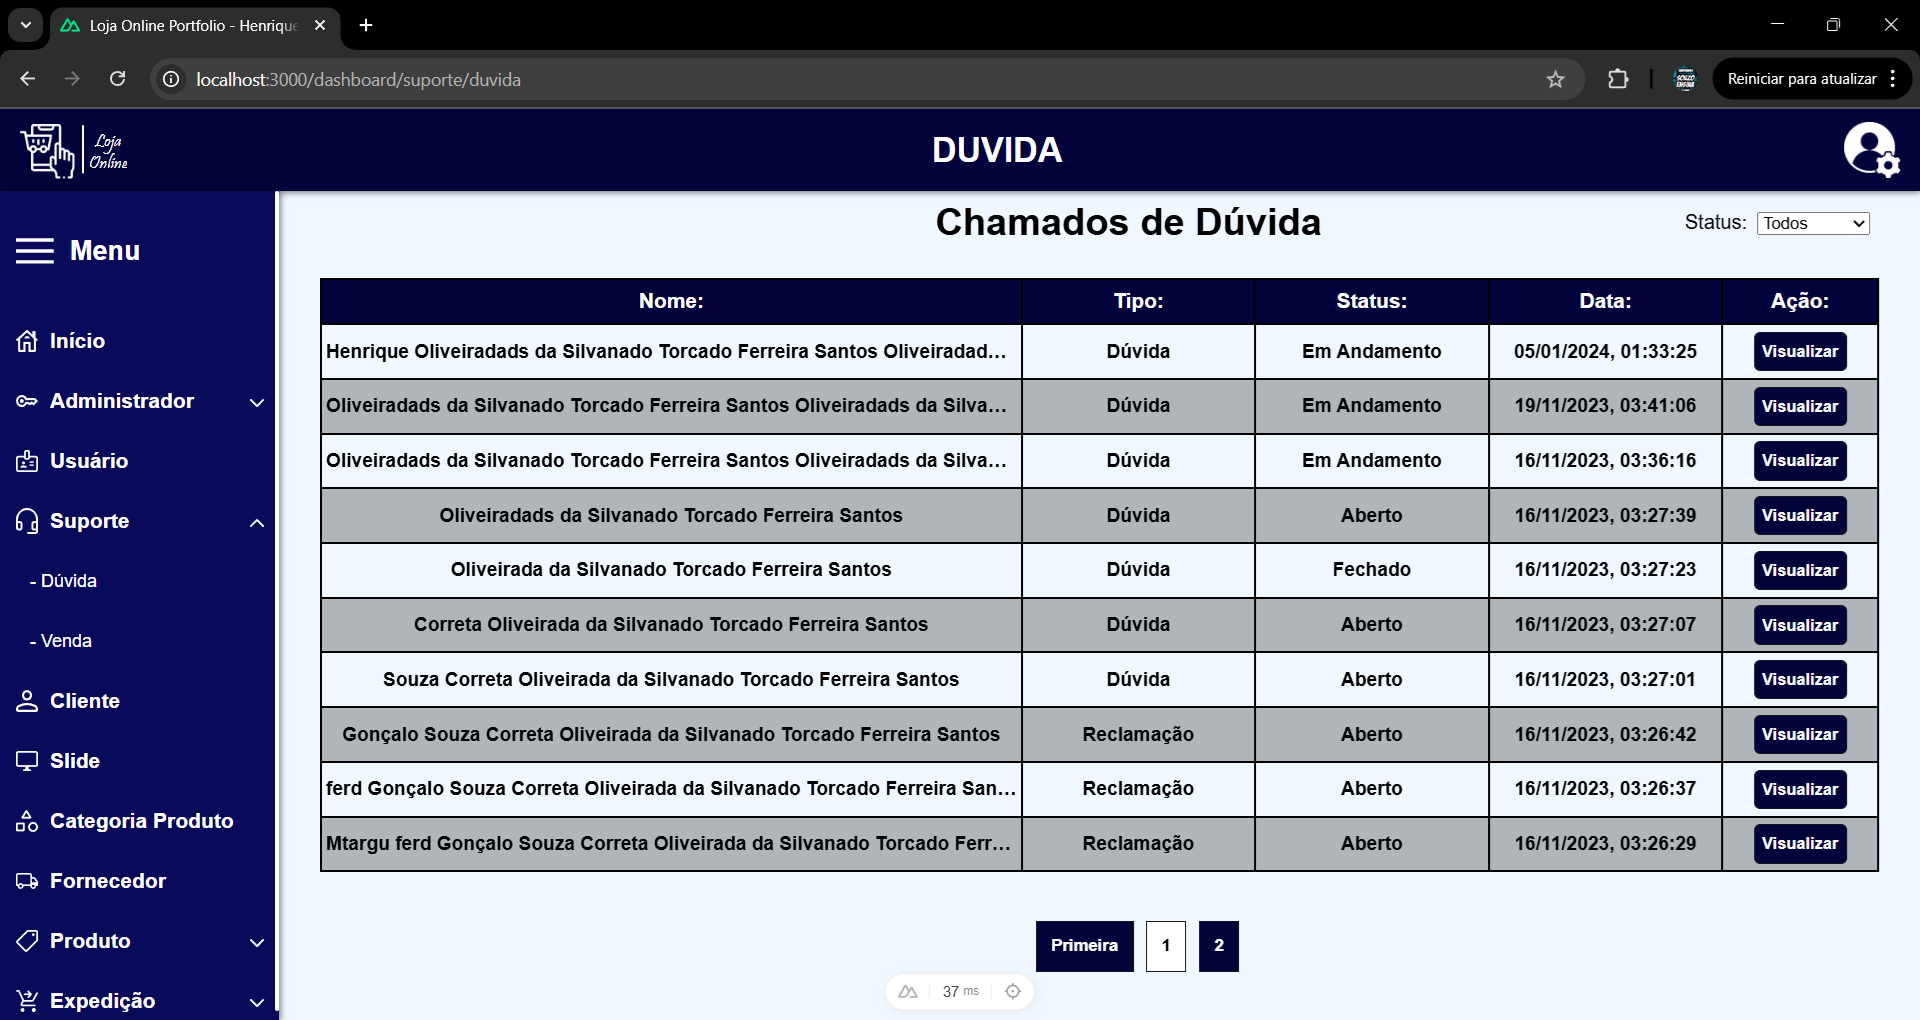 Loja Online Portfolio - Henrique
localhost:3000/dashboard/suporte/duvida
Reiniciar para atualizar
Loja
Online
DUVIDA
Menu
Início
Administrador
Usuário
Suporte
- Dúvida
- Venda
Cliente
Slide
Categoria Produto
Fornecedor
Produto
Expedição
Chamados de Dúvida
Status: Todos
Nome: Tipo: Status: Data: Ação:
Henrique Oliveiradads da Silvanado Torcado Ferreira Santos Oliveiradad... Dúvida Em Andamento 05/01/2024, 01:33:25 Visualizar
Oliveiradads da Silvanado Torcado Ferreira Santos Oliveiradads da Silva... Dúvida Em Andamento 19/11/2023, 03:41:06 Visualizar
Oliveiradads da Silvanado Torcado Ferreira Santos Oliveiradads da Silva... Dúvida Em Andamento 16/11/2023, 03:36:16 Visualizar
Oliveiradads da Silvanado Torcado Ferreira Santos Dúvida Aberto 16/11/2023, 03:27:39 Visualizar
Oliveirada da Silvanado Torcado Ferreira Santos Dúvida Fechado 16/11/2023, 03:27:23 Visualizar
Correta Oliveirada da Silvanado Torcado Ferreira Santos Dúvida Aberto 16/11/2023, 03:27:07 Visualizar
Souza Correta Oliveirada da Silvanado Torcado Ferreira Santos Dúvida Aberto 16/11/2023, 03:27:01 Visualizar
Gonçalo Souza Correta Oliveirada da Silvanado Torcado Ferreira Santos Reclamação Aberto 16/11/2023, 03:26:42 Visualizar
ferd Gonçalo Souza Correta Oliveirada da Silvanado Torcado Ferreira San... Reclamação Aberto 16/11/2023, 03:26:37 Visualizar
Mtargu ferd Gonçalo Souza Correta Oliveirada da Silvanado Torcado Ferr... Reclamação Aberto 16/11/2023, 03:26:29 Visualizar
Primeira 1 2
37 ms